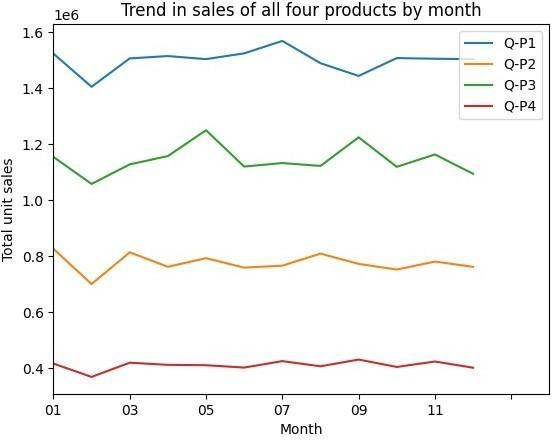 Trend in sales of all four products by month
1e6
1.6
1.4
1.2
1.0
0.8
0.6
0.4
Total unit sales
01 03 05 07 09 11
Month
Q-P1
Q-P2
Q-P3
Q-P4